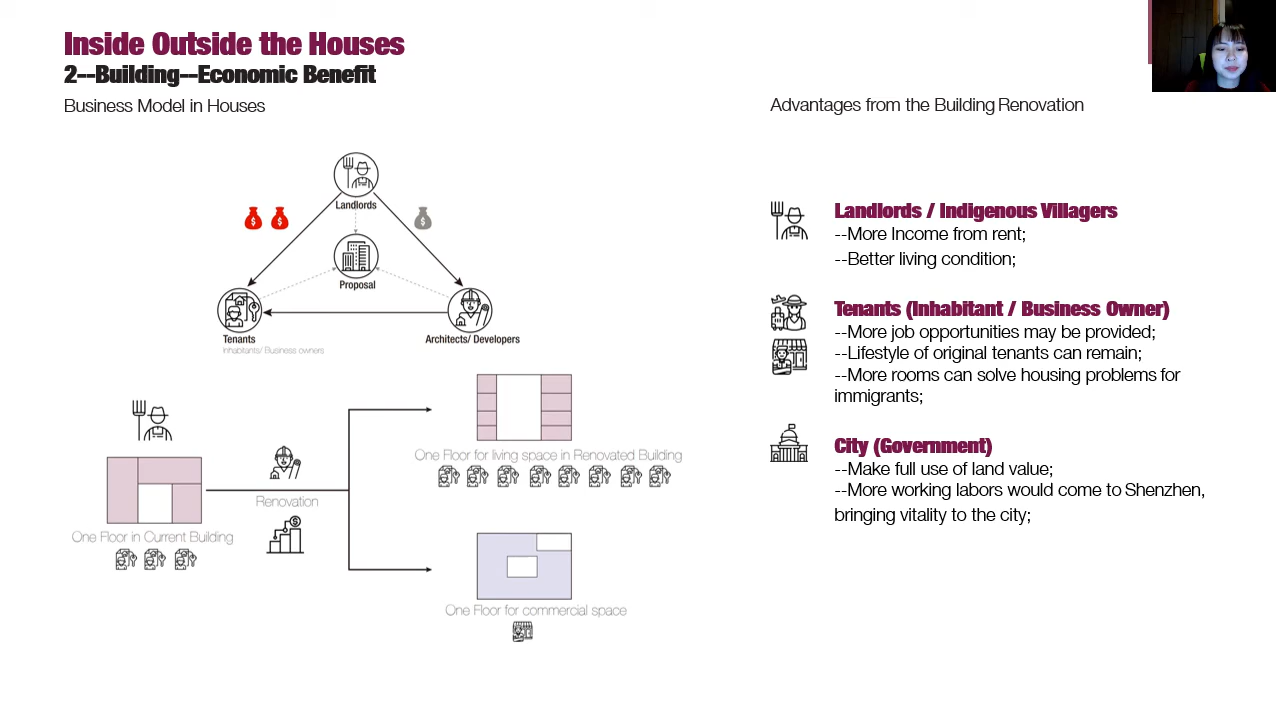 Inside Outside the Houses
2--Building--Economic Benefit
Business Model in Houses
Landlords
Proposal
Tenants
Inhabitants/ Business owners
Architects/ Developers
One Floor in Current Building
Renovation
One Floor for living space in Renovated Building
One Floor for commercial space
Advantages from the Building Renovation
Landlords / Indigenous Villagers
--More Income from rent;
--Better living condition;
Tenants (Inhabitant / Business Owner)
--More job opportunities may be provided;
--Lifestyle of original tenants can remain;
--More rooms can solve housing problems for
immigrants;
City (Government)
--Make full use of land value;
--More working labors would come to Shenzhen,
bringing vitality to the city;